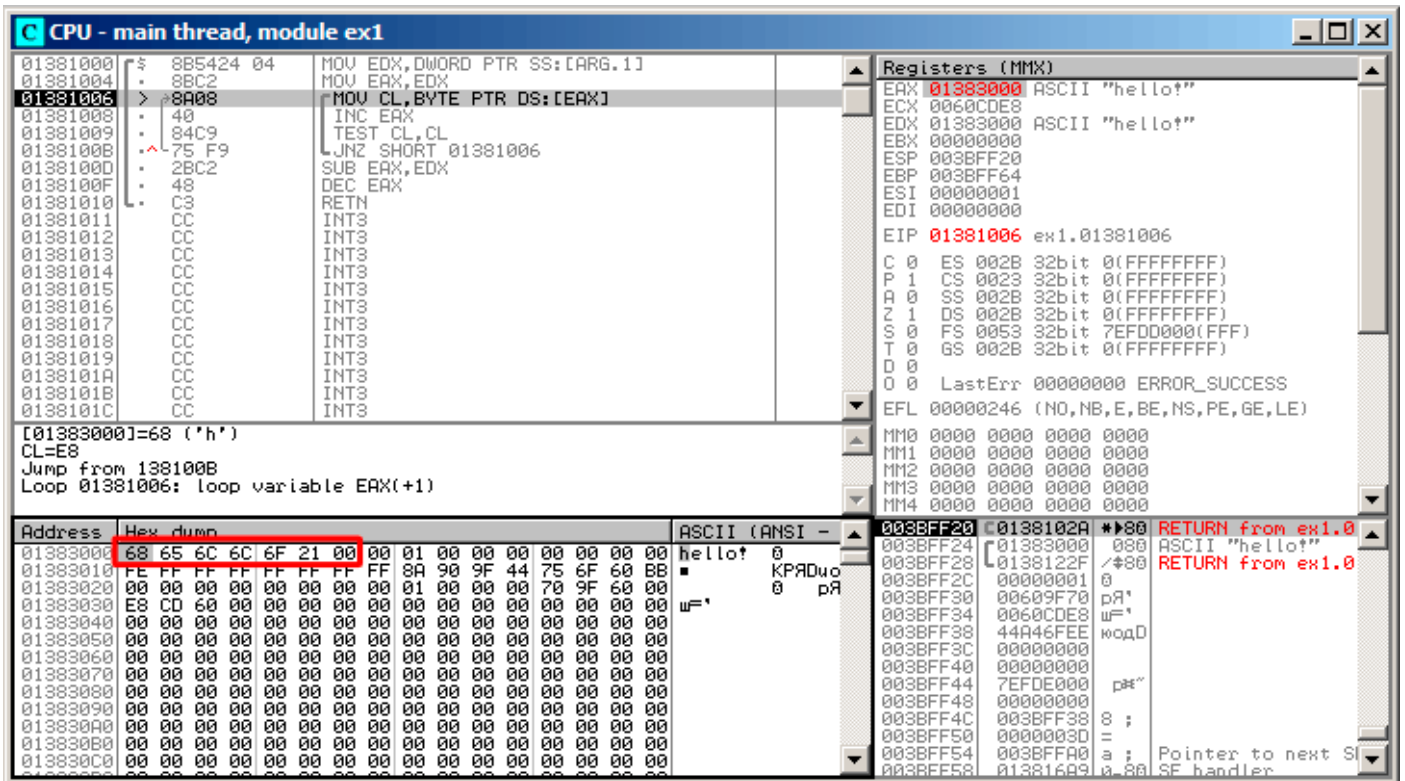 CPU - main thread, module ex1
01381000 $ 8B5424 04 MOV EDX,DWORD PTR SS:[ARG.1]
01381004 . 8BC2 MOV EAX,EDX
01381006 > 8A08 MOV CL,BYTE PTR DS:[EAX]
01381008 . 40 INC EAX
01381009 . 84C9 TEST CL,CL
0138100B .^ 75 F9 JNZ SHORT 01381006
0138100D . 2BC2 SUB EAX,EDX
0138100F . 48 DEC EAX
01381010 . C3 RETN
01381011 CC INT3
01381012 CC INT3
01381013 CC INT3
01381014 CC INT3
01381015 CC INT3
01381016 CC INT3
01381017 CC INT3
01381018 CC INT3
01381019 CC INT3
0138101A CC INT3
0138101B CC INT3
0138101C CC INT3
[01383000]=68 ('h')
CL=E8
Jump from 138100B
Loop 01381006: loop variable EAX(+1)
Registers (MMX)
EAX 01383000 ASCII "hello!"
ECX 0060CDE8
EDX 01383000 ASCII "hello!"
EBX 00000000
ESP 003BFF20
EBP 003BFF64
ESI 00000001
EDI 00000000
EIP 01381006 ex1.01381006
C 0 ES 002B 32bit 0(FFFFFFFF)
P 1 CS 0023 32bit 0(FFFFFFFF)
A 0 SS 002B 32bit 0(FFFFFFFF)
Z 1 DS 002B 32bit 0(FFFFFFFF)
S 0 FS 0053 32bit 7EFDD000(FFF)
T 0 GS 002B 32bit 0(FFFFFFFF)
D 0
O 0 LastErr 00000000 ERROR_SUCCESS
EFL 00000246 (NO,NB,E,BE,NS,PE,GE,LE)
MM0 0000 0000 0000 0000
MM1 0000 0000 0000 0000
MM2 0000 0000 0000 0000
MM3 0000 0000 0000 0000
MM4 0000 0000 0000 0000
Address Hex dump ASCII (ANSI -
01383000 68 65 6C 6C 6F 21 00 00 01 00 00 00 00 00 00 00 hello! 0
01383010 FE FF FF FF FF FF FF FF 8A 90 9F 44 75 6F 60 BB ■ КРЯDuo
01383020 00 00 00 00 00 00 00 00 01 00 00 00 70 9F 60 00 0 pЯ
01383030 E8 CD 60 00 00 00 00 00 00 00 00 00 00 00 00 00 ш='
01383040 00 00 00 00 00 00 00 00 00 00 00 00 00 00 00 00
01383050 00 00 00 00 00 00 00 00 00 00 00 00 00 00 00 00
01383060 00 00 00 00 00 00 00 00 00 00 00 00 00 00 00 00
01383070 00 00 00 00 00 00 00 00 00 00 00 00 00 00 00 00
01383080 00 00 00 00 00 00 00 00 00 00 00 00 00 00 00 00
01383090 00 00 00 00 00 00 00 00 00 00 00 00 00 00 00 00
013830A0 00 00 00 00 00 00 00 00 00 00 00 00 00 00 00 00
013830B0 00 00 00 00 00 00 00 00 00 00 00 00 00 00 00 00
013830C0 00 00 00 00 00 00 00 00 00 00 00 00 00 00 00 00
003BFF20 0138102A *►80 RETURN from ex1.0
003BFF24 01383000 080 ASCII "hello!"
003BFF28 0138122F /‡80 RETURN from ex1.0
003BFF2C 00000001 0
003BFF30 00609F70 pЯ'
003BFF34 0060CDE8 ш='
003BFF38 44A46FEE юoдD
003BFF3C 00000000
003BFF40 00000000
003BFF44 7EFDE000
003BFF48 00000000
003BFF4C 003BFF38 8 ;
003BFF50 0000003D =
003BFF54 003BFFA0 a ; Pointer to next S
003BFF58 013816A9 SE handler